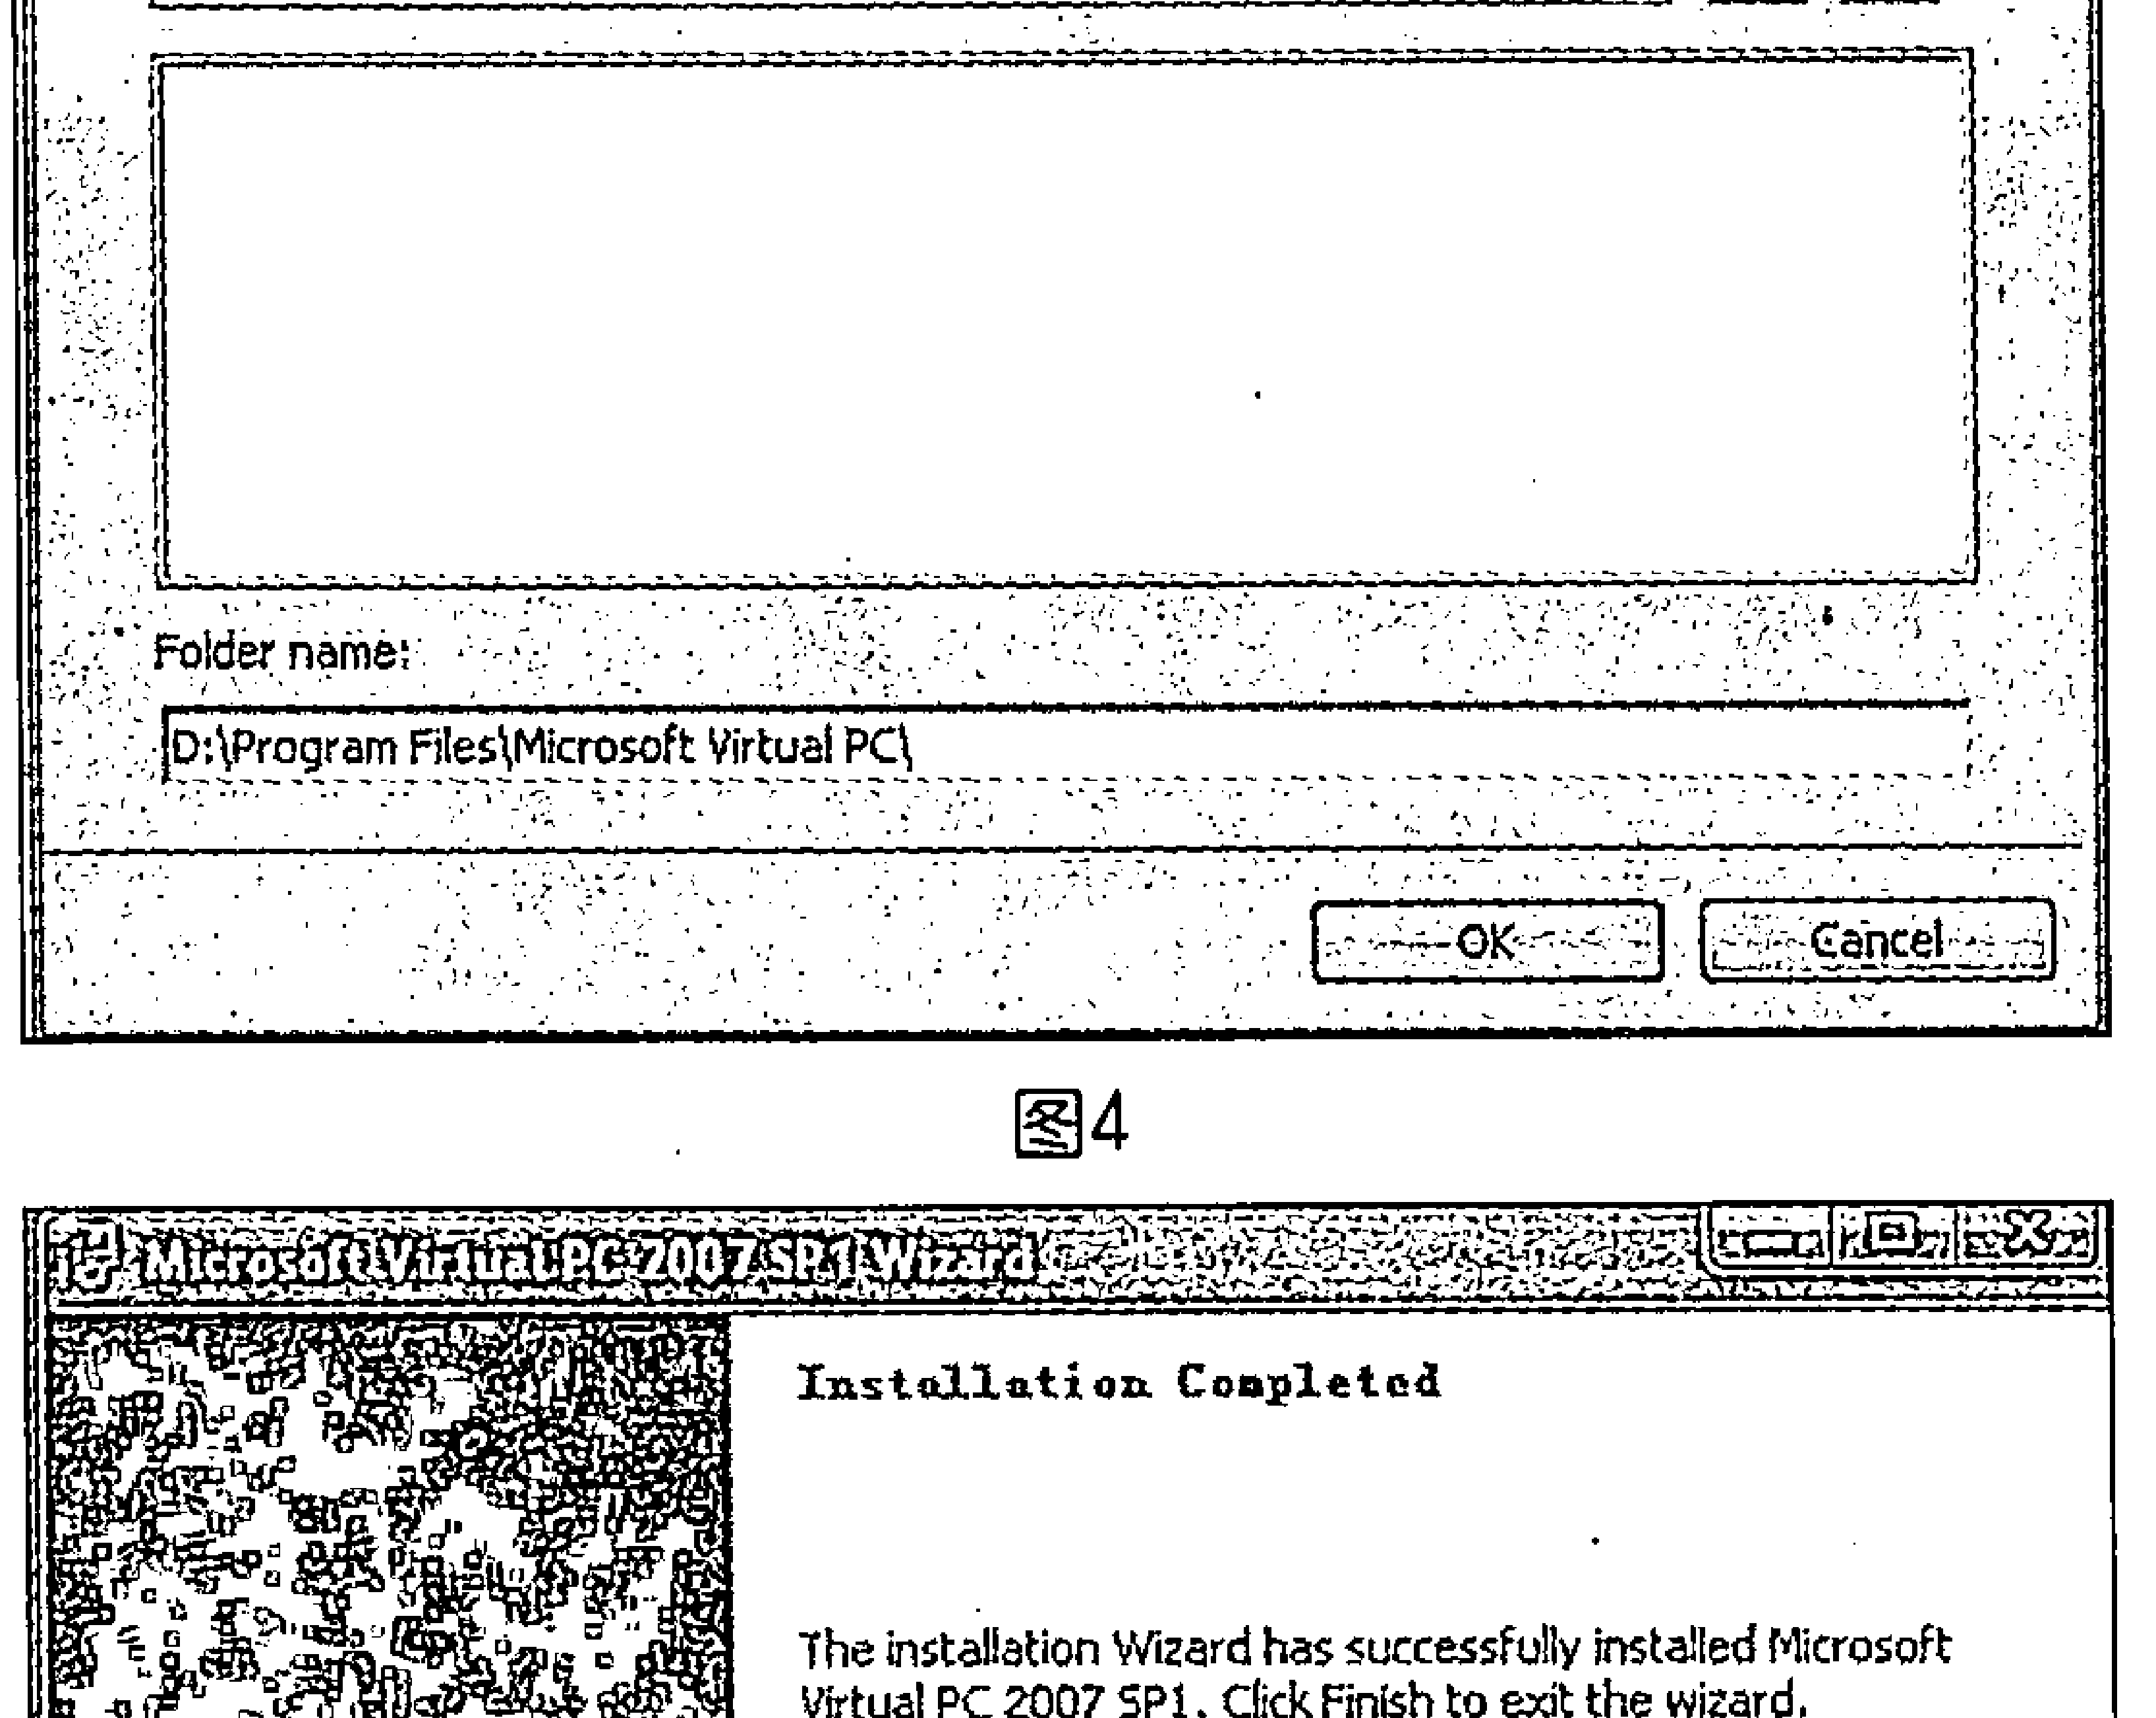 Folder name:
D:\Program Files\Microsoft Virtual PC\
OK
Cancel
图4
Microsoft Virtual PC 2007 SP1 Wizard
Installation Completed
The installation Wizard has successfully installed Microsoft
Virtual PC 2007 SP1. Click Finish to exit the wizard.